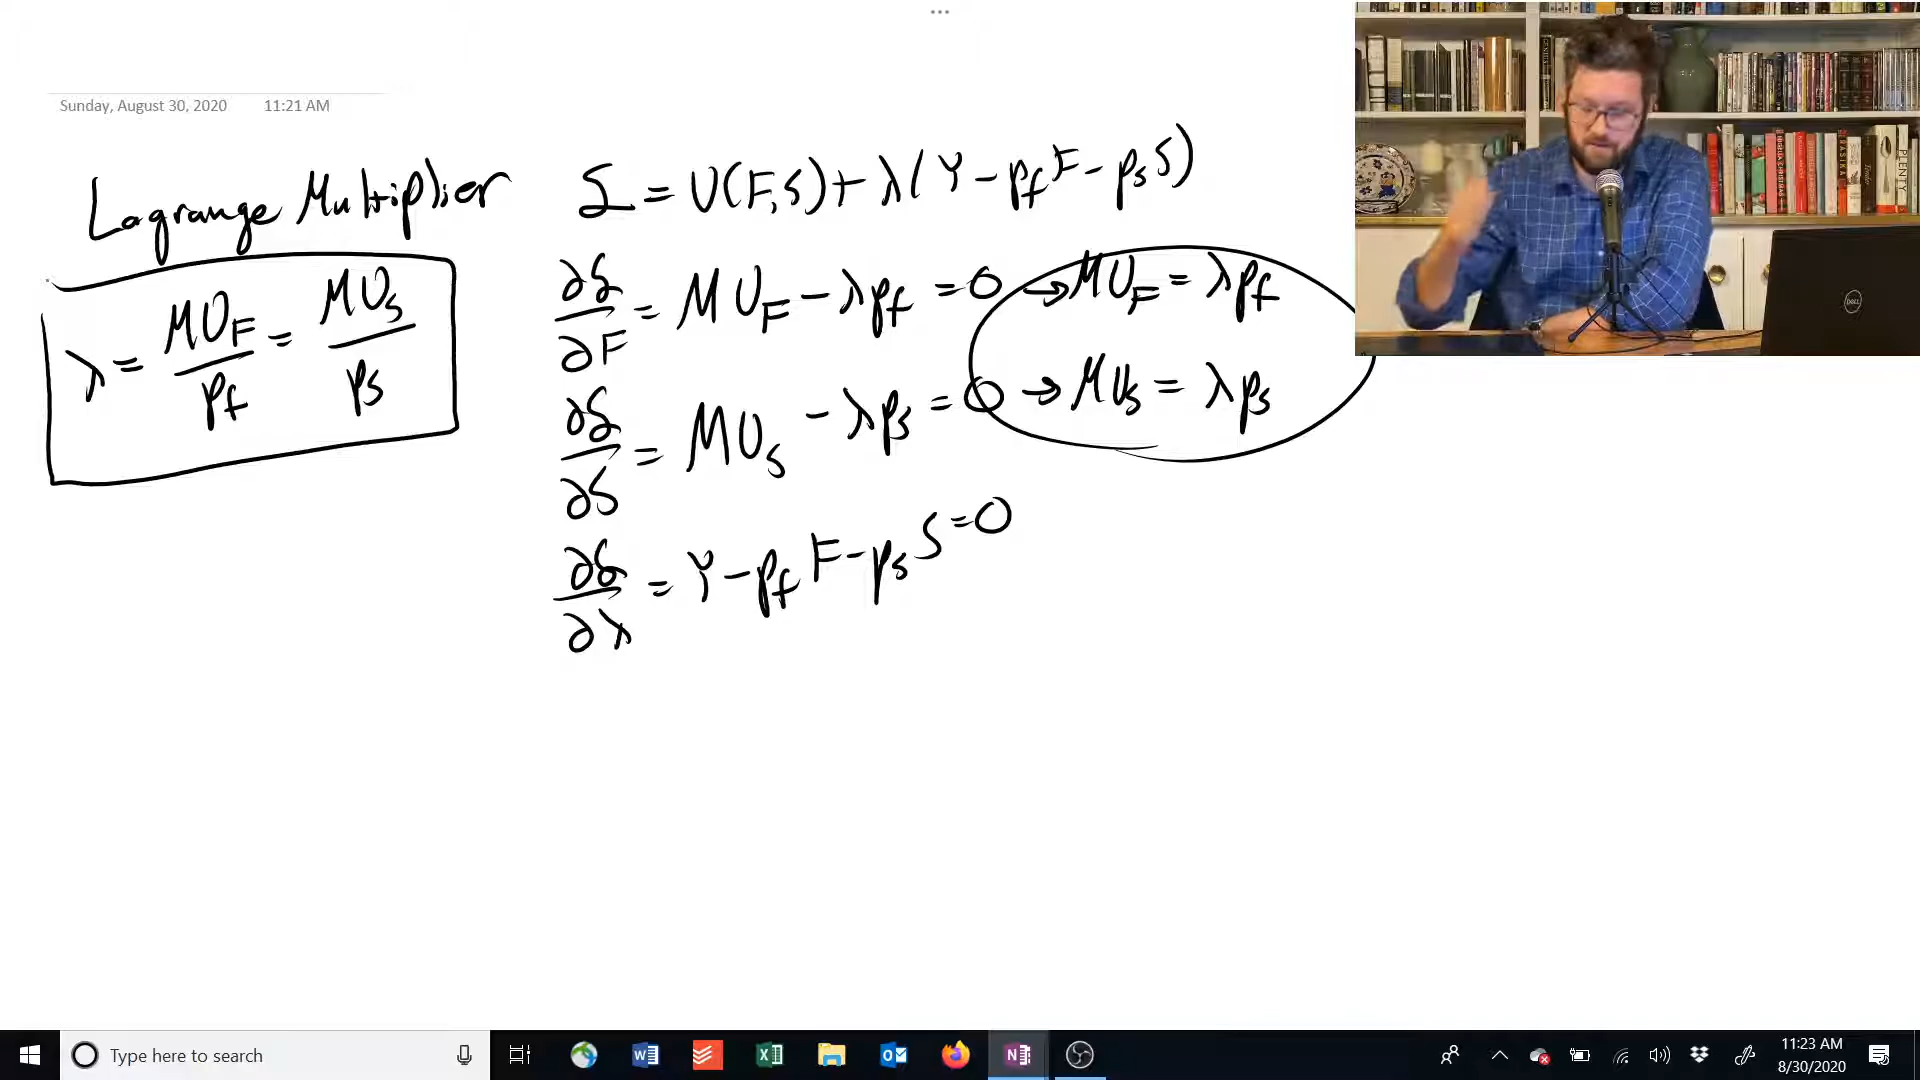 Sunday, August 30, 2020 11:21 AM
Lagrange Multiplier
λ = MU_F / p_f = MU_S / p_s
ℒ = U(F,S) + λ(Y - p_f F - p_s S)
∂ℒ/∂F = MU_F - λp_f = 0 → MU_F = λp_f
∂ℒ/∂S = MU_S - λp_s = 0 → MU_S = λp_s
∂ℒ/∂λ = Y - p_f F - p_s S = 0
PLENTY
DELL
Type here to search
11:23 AM
8/30/2020